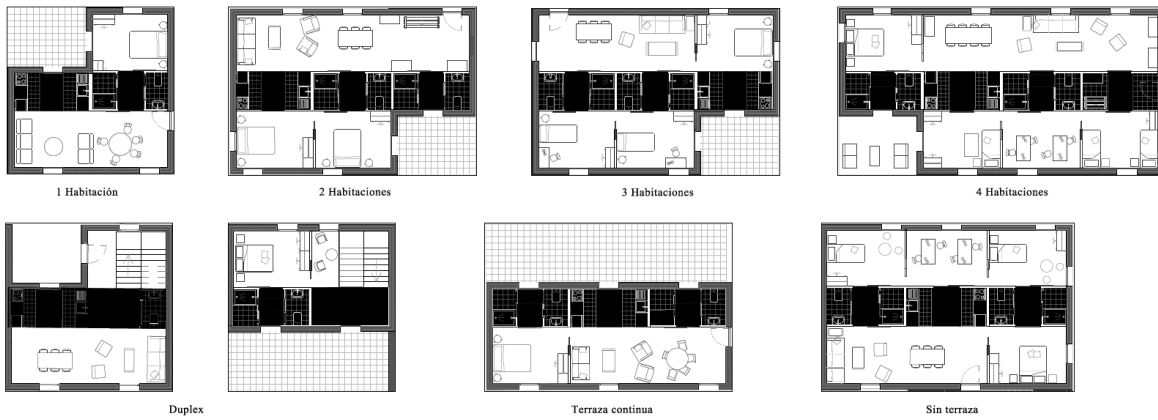 1 Habitación
2 Habitaciones
3 Habitaciones
4 Habitaciones
Duplex
Terraza continua
Sin terraza